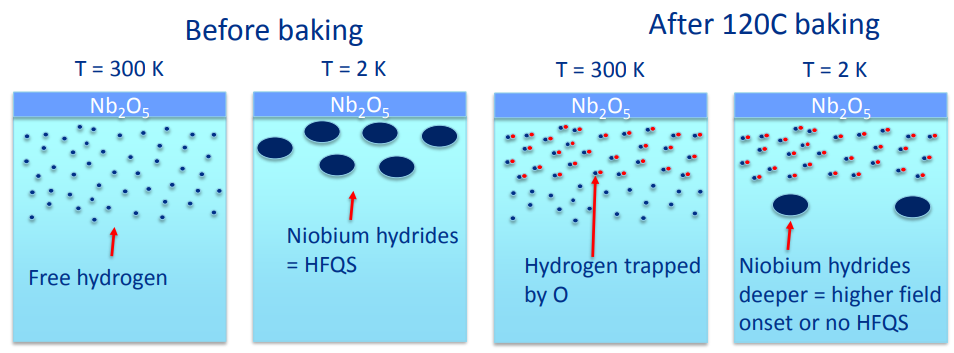 Before baking
After 120C baking
T = 300 K
T = 2 K
T = 300 K
T = 2 K
Nb₂O₅
Nb₂O₅
Nb₂O₅
Nb₂O₅
Free hydrogen
Niobium hydrides
= HFQS
Hydrogen trapped
by O
Niobium hydrides
deeper = higher field
onset or no HFQS